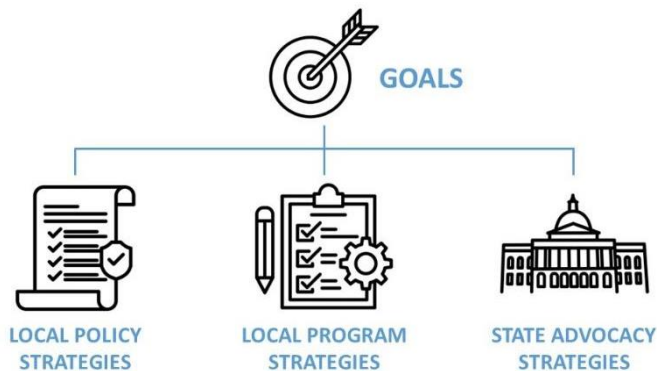 GOALS
LOCAL POLICY
STRATEGIES
LOCAL PROGRAM
STRATEGIES
STATE ADVOCACY
STRATEGIES